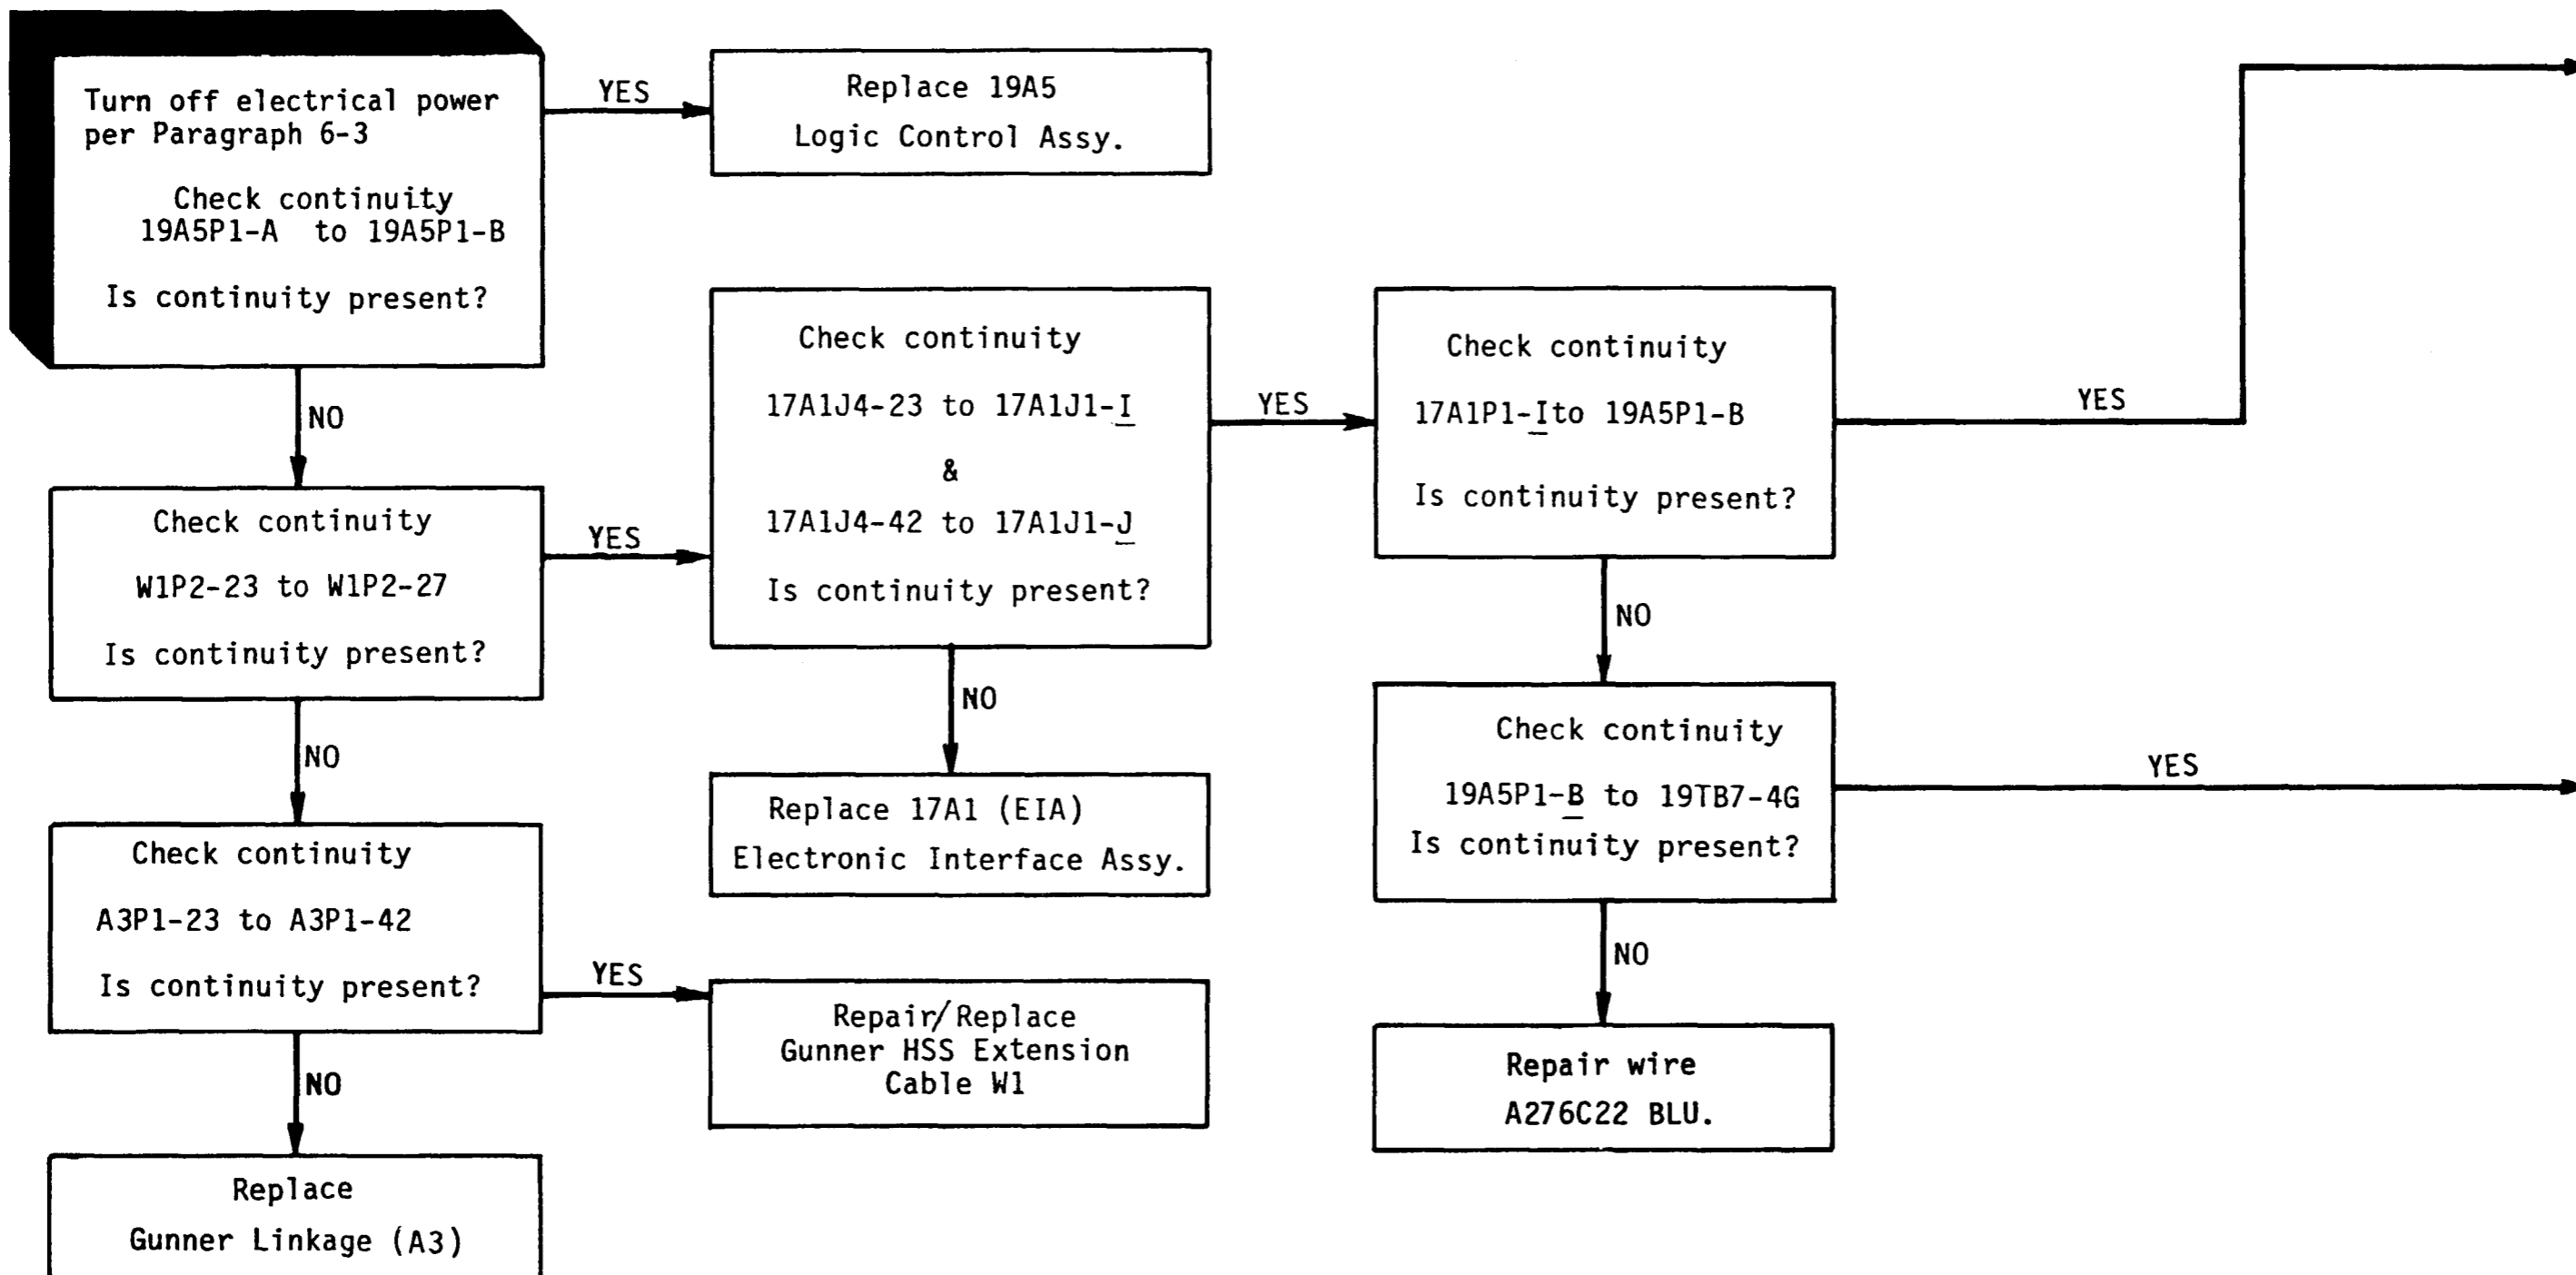 Turn off electrical power
per Paragraph 6-3
Check continuity
19A5P1-A to 19A5P1-B
Is continuity present?
YES
Replace 19A5
Logic Control Assy.
NO
Check continuity
W1P2-23 to W1P2-27
Is continuity present?
YES
Check continuity
17A1J4-23 to 17A1J1-I
&
17A1J4-42 to 17A1J1-J
Is continuity present?
YES
Check continuity
17A1P1-I to 19A5P1-B
Is continuity present?
YES
NO
Check continuity
19A5P1-B to 19TB7-4G
Is continuity present?
YES
NO
Repair wire
A276C22 BLU.
NO
Replace 17A1 (EIA)
Electronic Interface Assy.
NO
Check continuity
A3P1-23 to A3P1-42
Is continuity present?
YES
Repair/Replace
Gunner HSS Extension
Cable W1
NO
Replace
Gunner Linkage (A3)